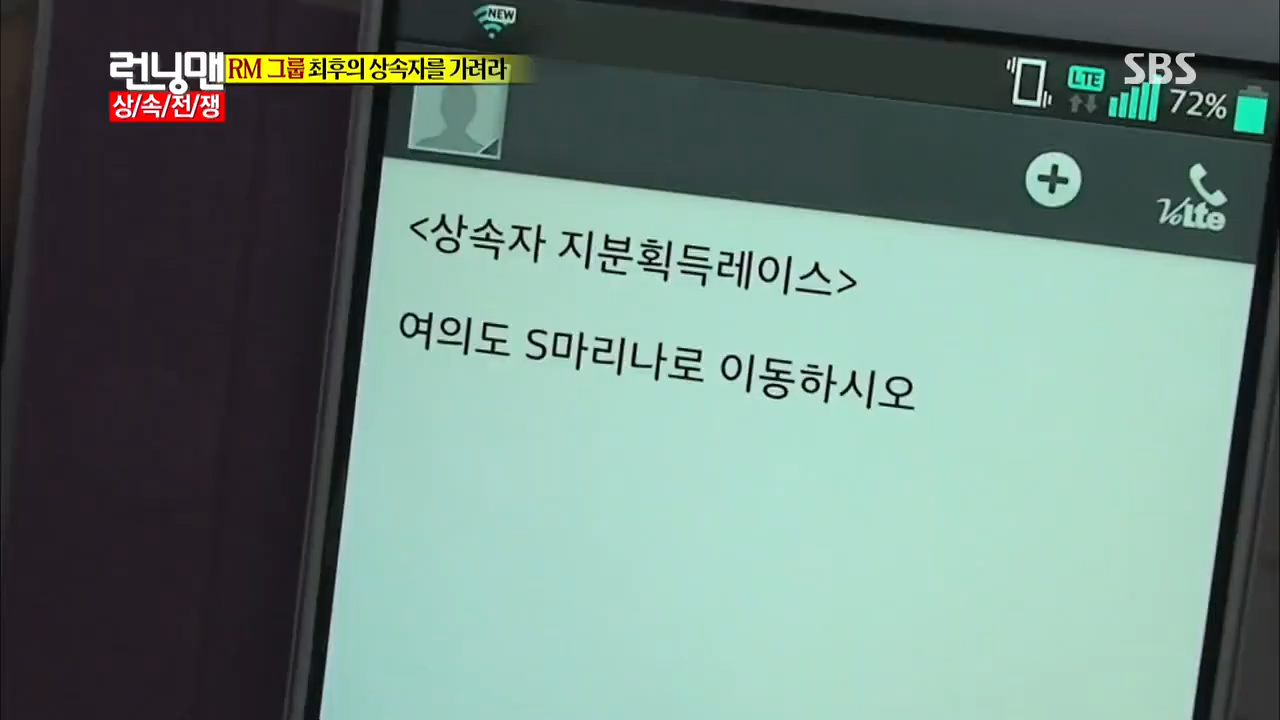 NEW
런닝맨 RM 그룹 최후의 상속자를 가려라
상/속/전/쟁
SBS
LTE 72%
VoLte
<상속자 지분획득레이스>
여의도 S마리나로 이동하시오